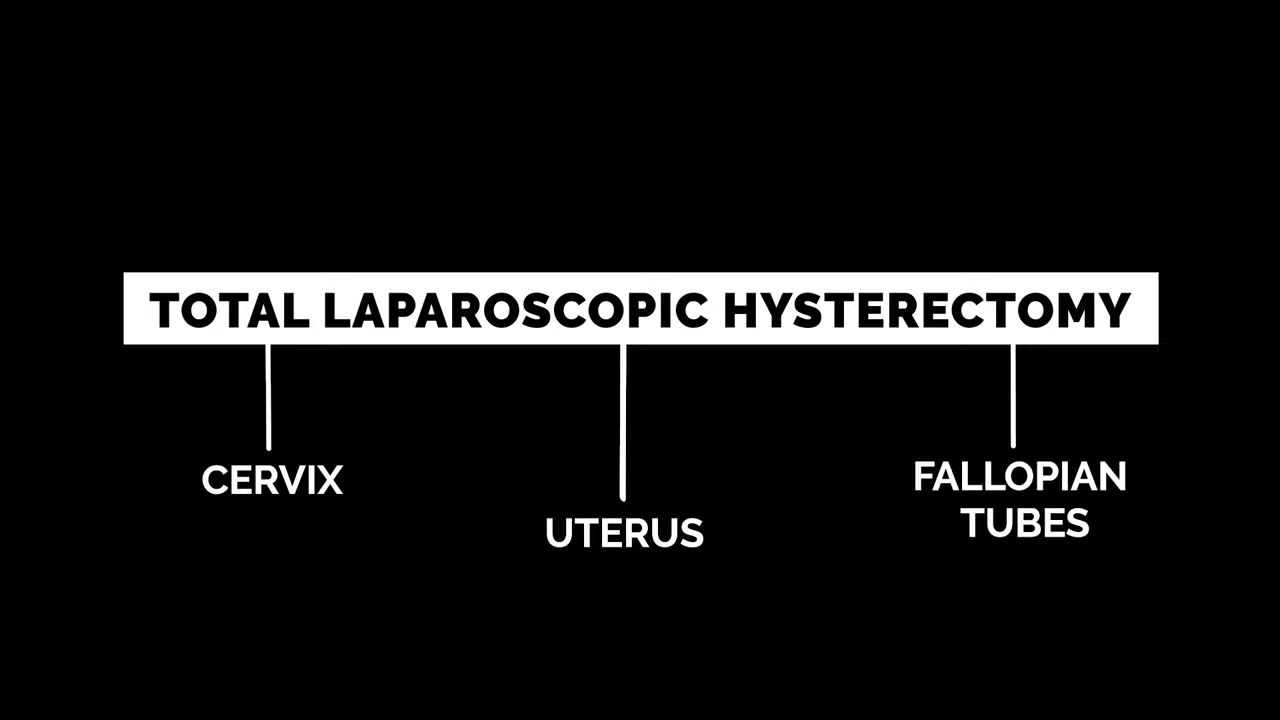 TOTAL LAPAROSCOPIC HYSTERECTOMY
CERVIX
UTERUS
FALLOPIAN
TUBES